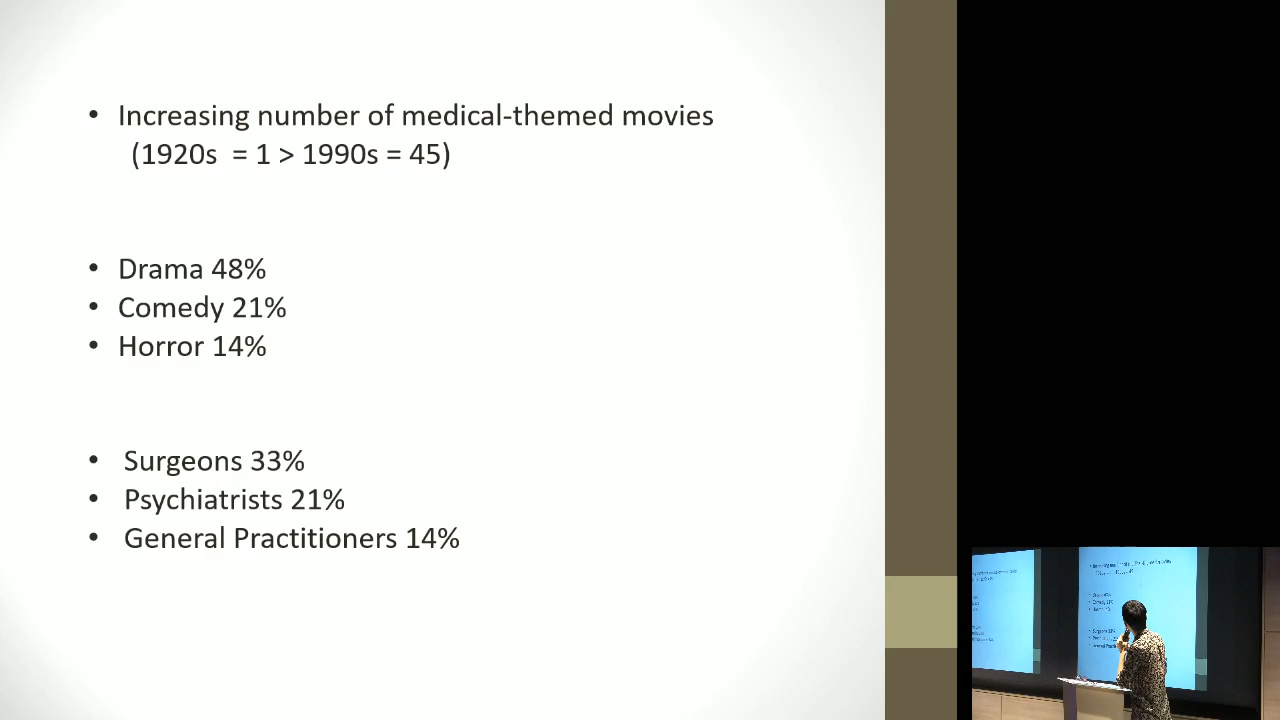 • Increasing number of medical-themed movies
(1920s = 1 > 1990s = 45)
• Drama 48%
• Comedy 21%
• Horror 14%
• Surgeons 33%
• Psychiatrists 21%
• General Practitioners 14%